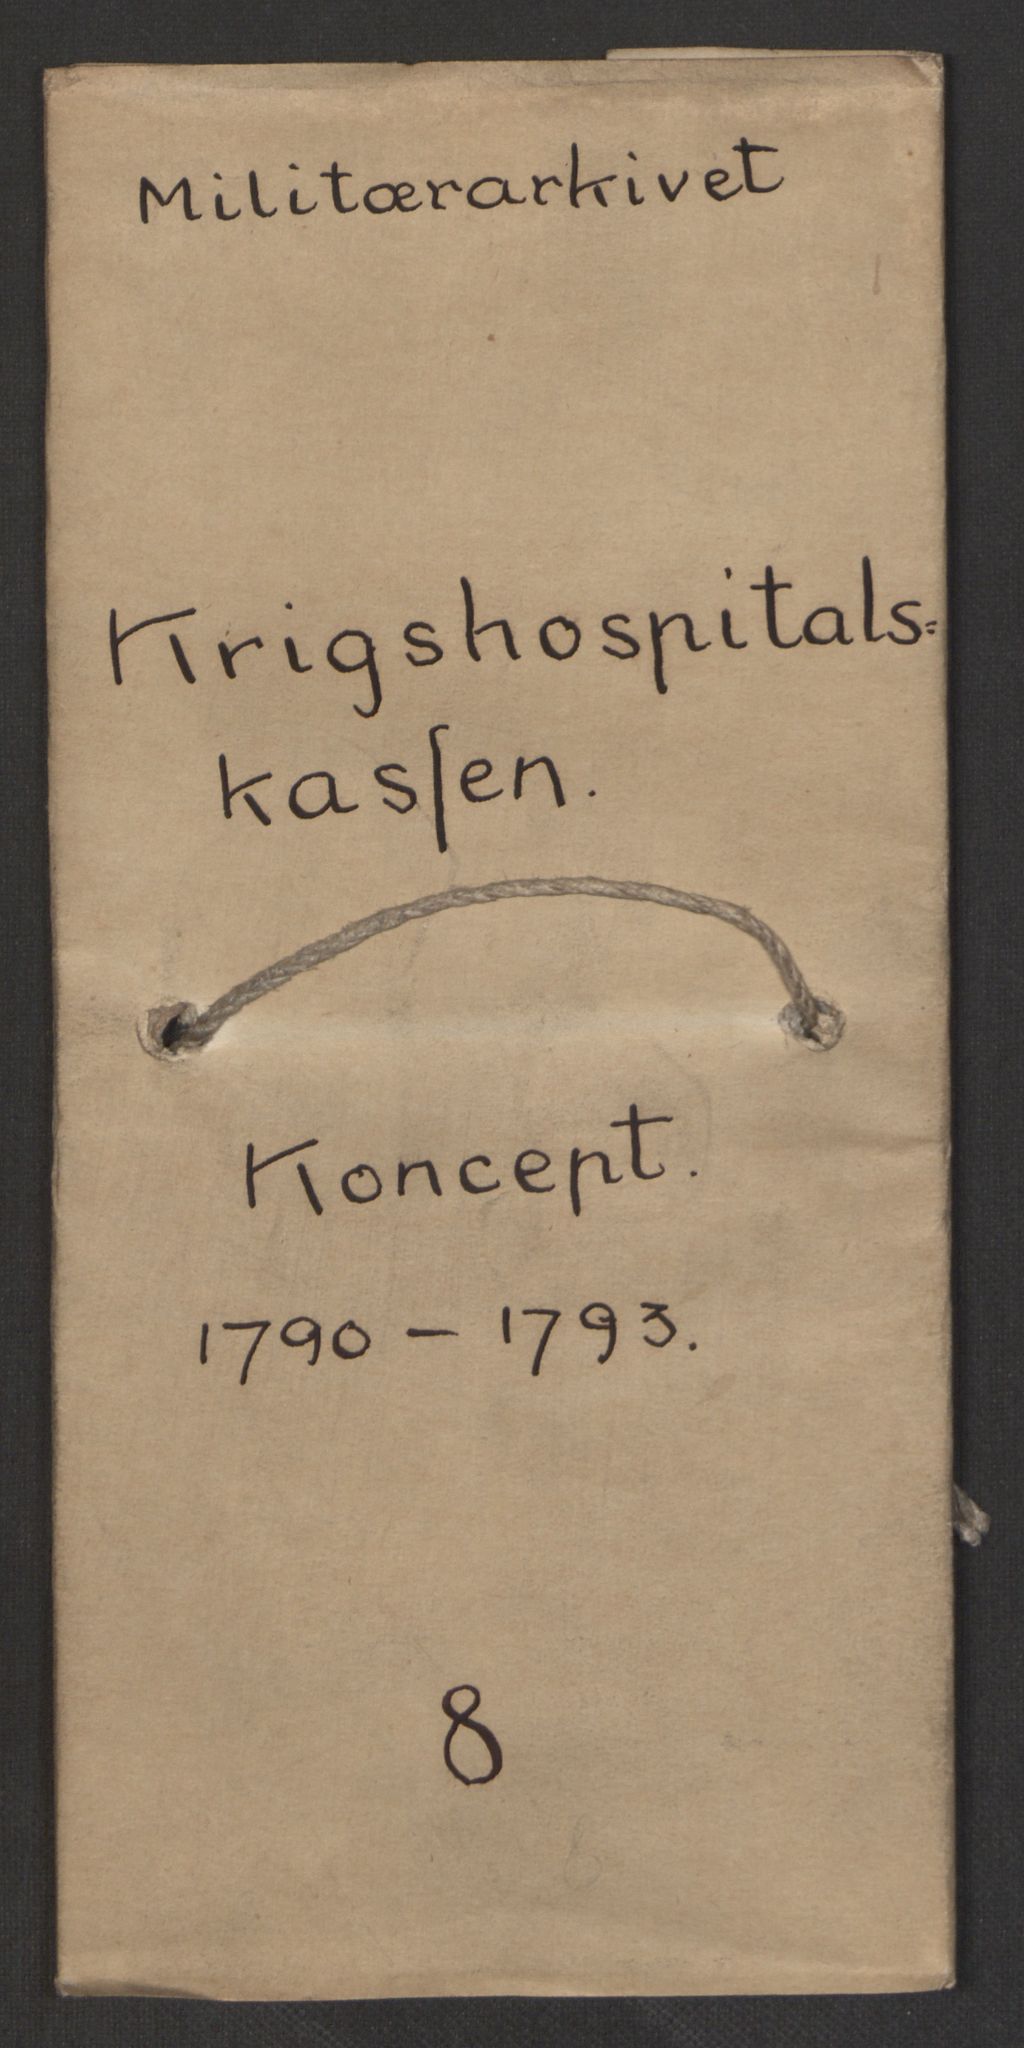 Militærarkivet
Krigshospitals=
kasſen.
Koncept.
1790 - 1793.
8